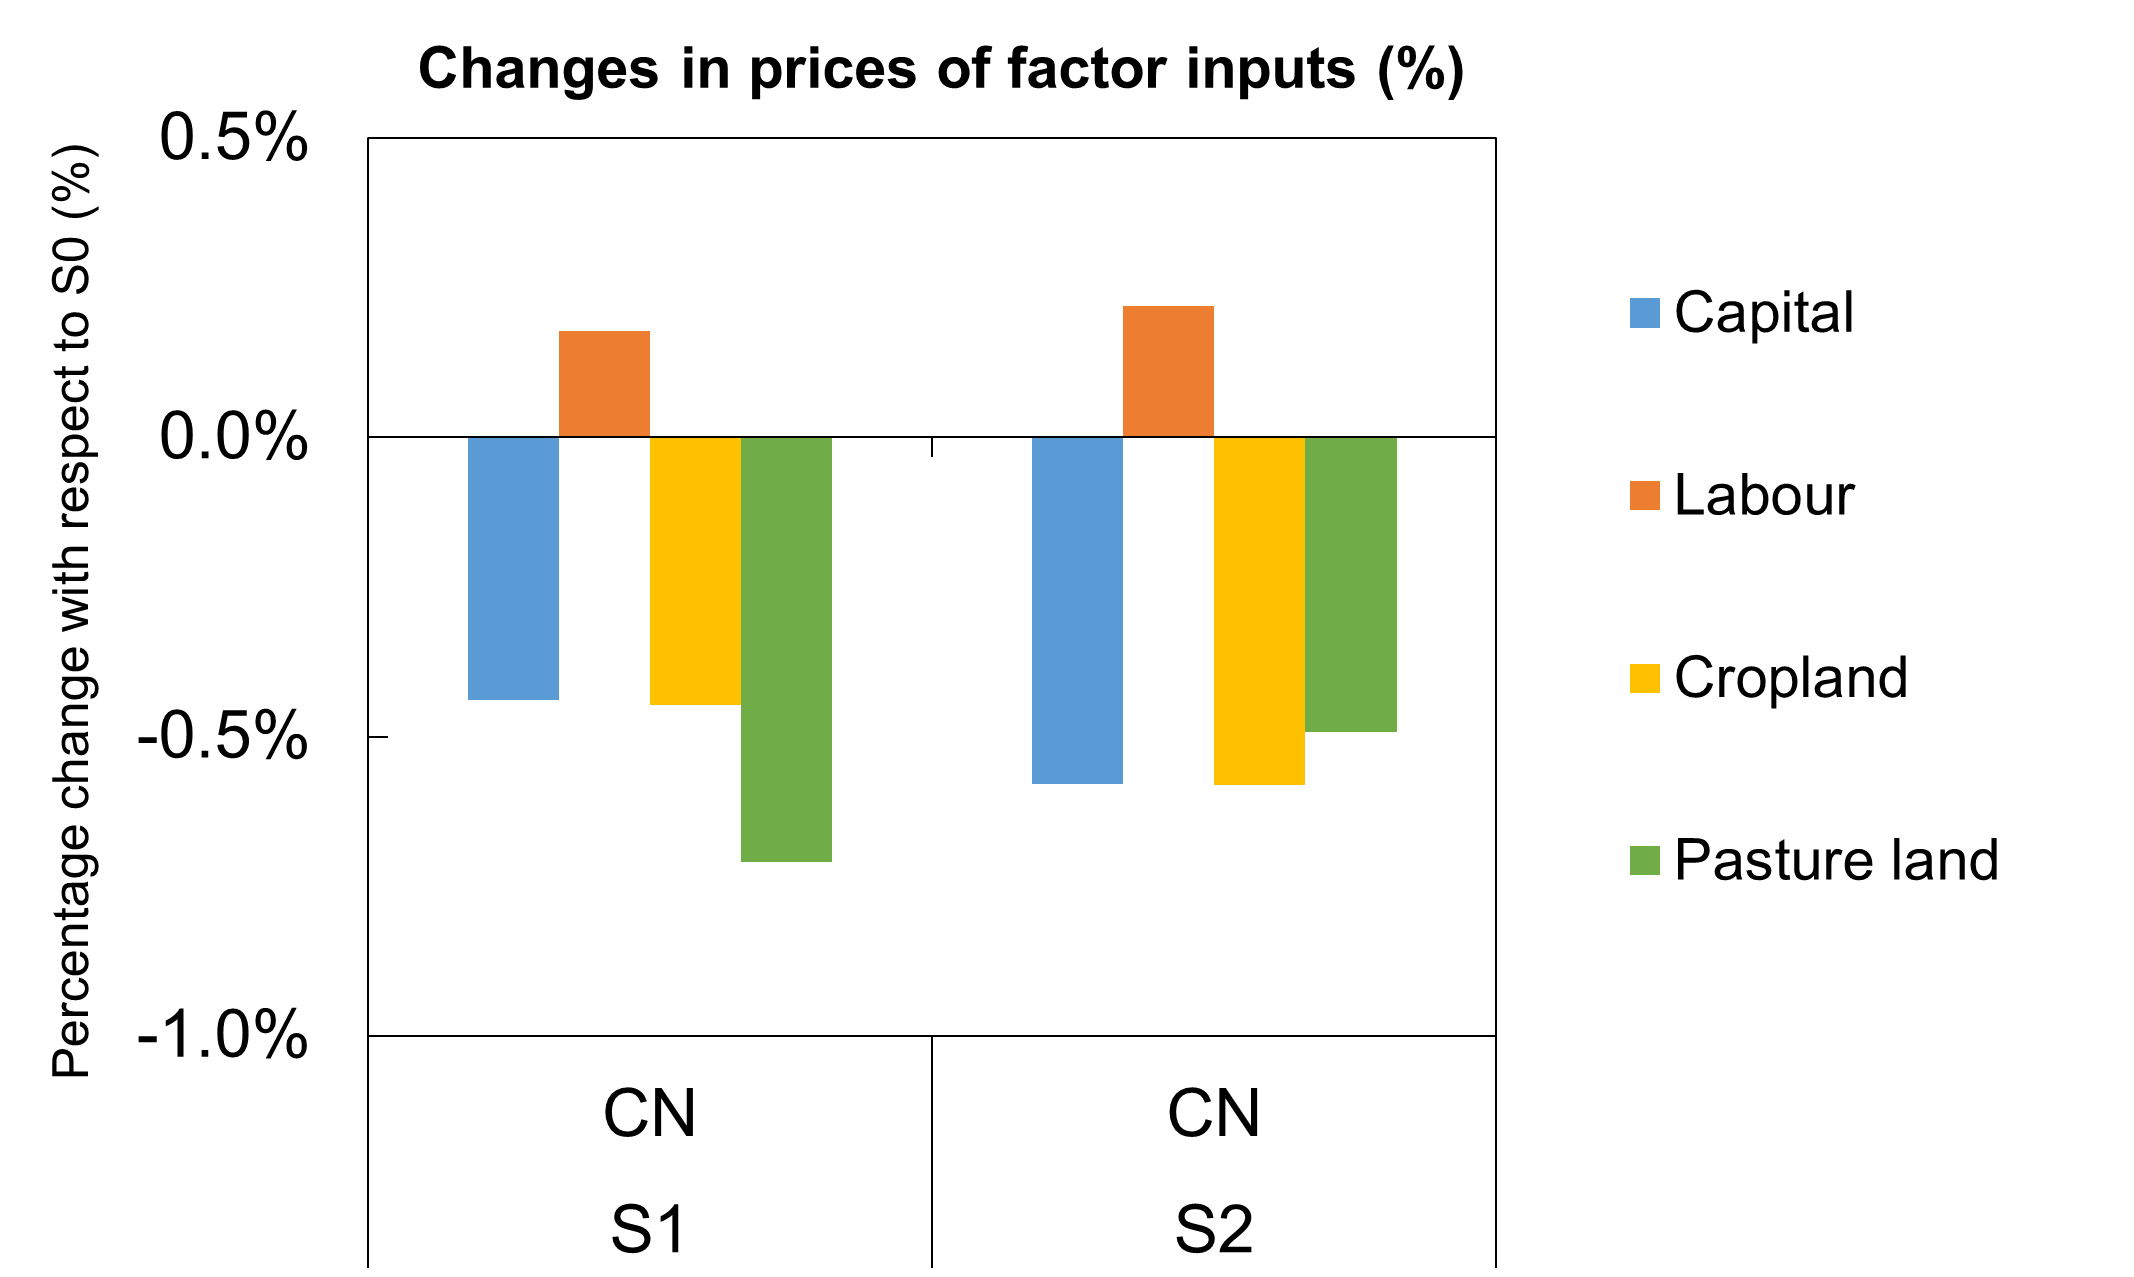 Changes in prices of factor inputs (%)
Percentage change with respect to S0 (%)
0.5%
0.0%
-0.5%
-1.0%
CN
CN
S1
S2
Capital
Labour
Cropland
Pasture land